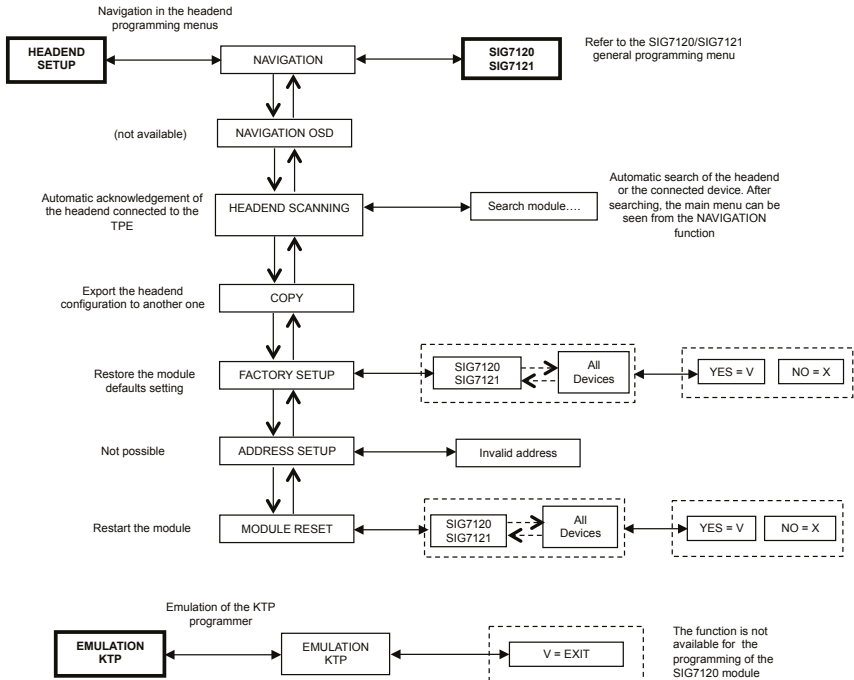 Navigation in the headend
programming menus
HEADEND
SETUP
NAVIGATION
SIG7120
SIG7121
Refer to the SIG7120/SIG7121
general programming menu
(not available)
NAVIGATION OSD
Automatic acknowledgement of
the headend connected to the
TPE
HEADEND SCANNING
Search module....
Automatic search of the headend
or the connected device. After
searching, the main menu can be
seen from the NAVIGATION
function
Export the headend
configuration to another one
COPY
Restore the module
defaults setting
FACTORY SETUP
SIG7120
SIG7121
All
Devices
YES = V
NO = X
Not possible
ADDRESS SETUP
Invalid address
Restart the module
MODULE RESET
SIG7120
SIG7121
All
Devices
YES = V
NO = X
Emulation of the KTP
programmer
EMULATION
KTP
EMULATION
KTP
V = EXIT
The function is not
available for the
programming of the
SIG7120 module